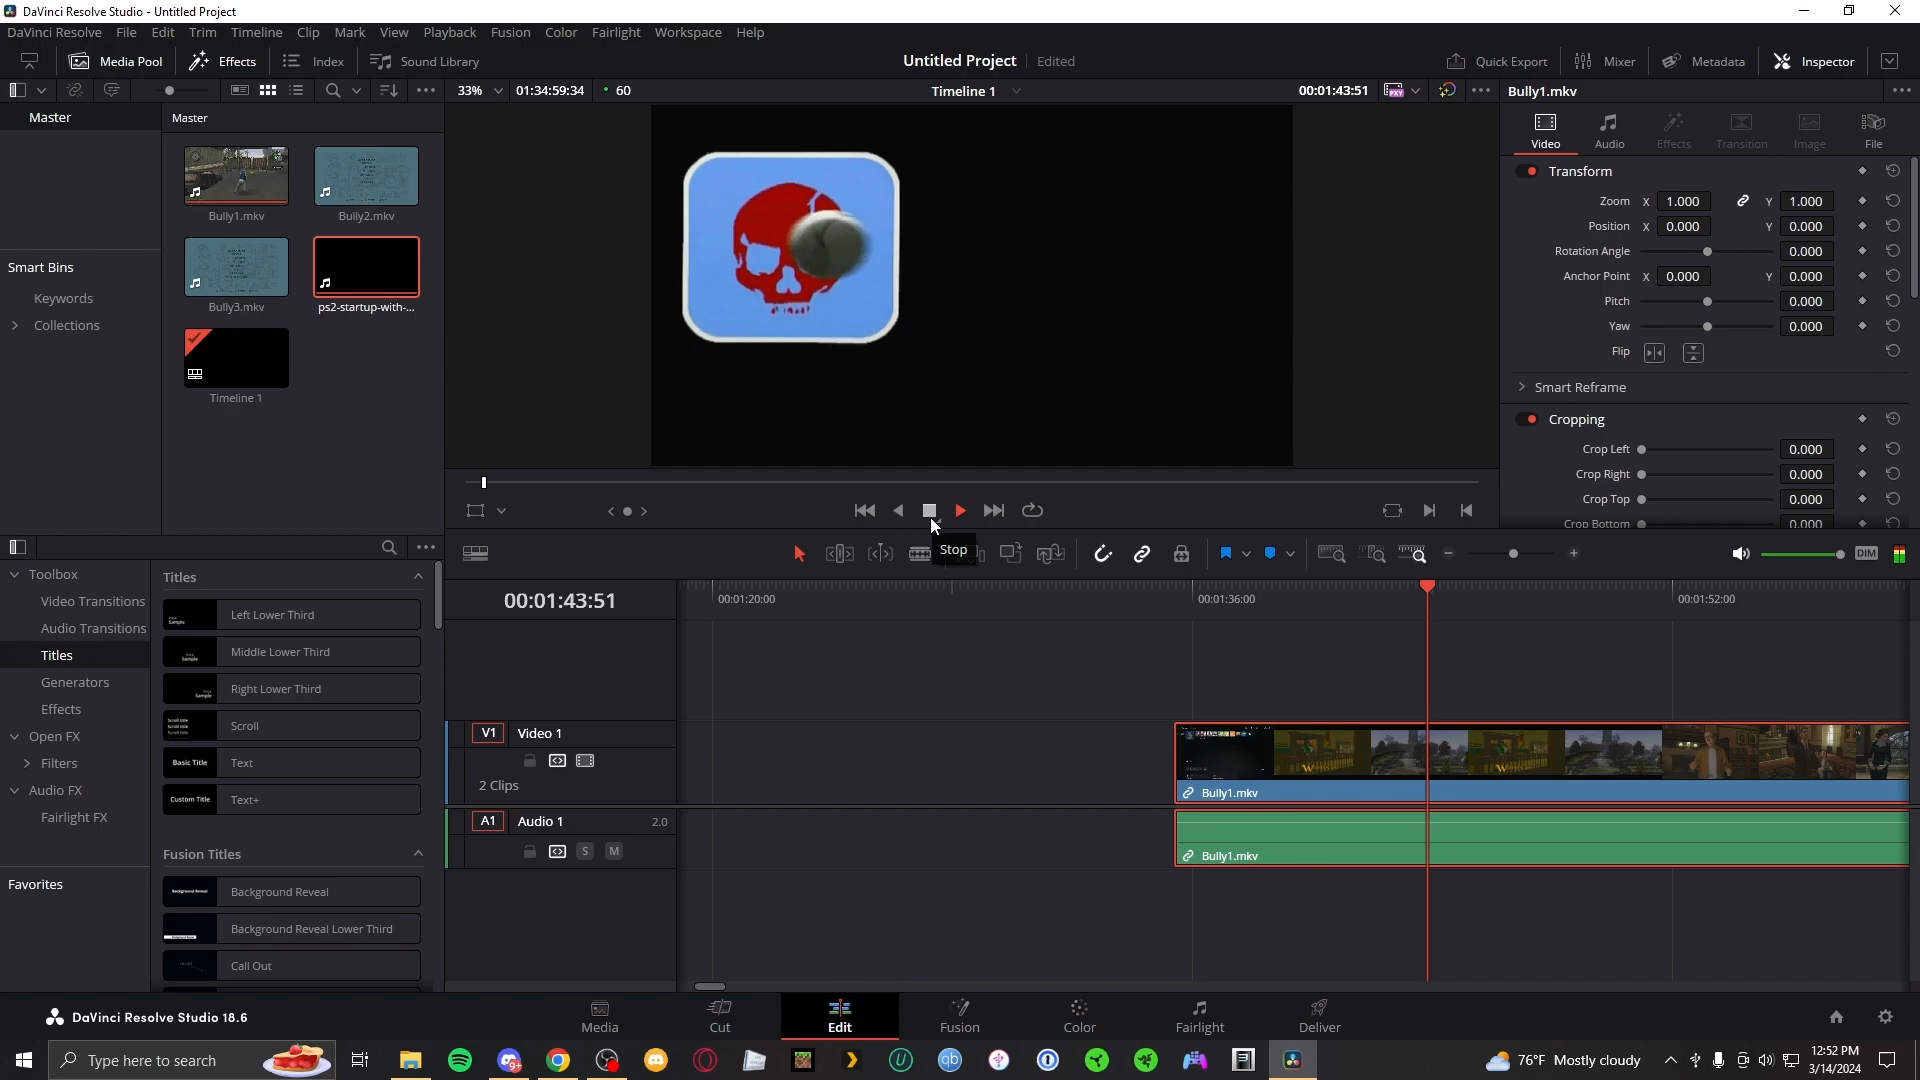 DaVinci Resolve Studio - Untitled Project
DaVinci Resolve File Edit Trim Timeline Clip Mark View Playback Fusion Color Fairlight Workspace Help
Media Pool Effects Index Sound Library Untitled Project Edited Quick Export Mixer Metadata Inspector
33% 01:34:59:34 60 Timeline 1 00:01:43:51 PXY Bully1.mkv
Master Master
Video Audio Effects Transition Image File
Transform
Zoom X 1.000 Y 1.000
Bully1.mkv Bully2.mkv
Position X 0.000 Y 0.000
Rotation Angle 0.000
Smart Bins
Anchor Point X 0.000 Y 0.000
Keywords
Pitch 0.000
Bully3.mkv ps2-startup-with-...
Collections
Yaw 0.000
Flip
Smart Reframe
Timeline 1
Cropping
Crop Left 0.000
Crop Right 0.000
Crop Top 0.000
Crop Bottom 0.000
Stop
DIM
Toolbox
Video Transitions
Audio Transitions
Titles
Generators
Effects
Open FX
Filters
Audio FX
Fairlight FX
Favorites
Titles
Sample Left Lower Third
Sample Middle Lower Third
Sample Right Lower Third
Scroll
Basic Title Text
Custom Title Text+
Fusion Titles
Background Reveal Background Reveal
Background Reveal Lower Third
Call Out
00:01:43:51 00:01:20:00 00:01:36:00 00:01:52:00
V1 Video 1
2 Clips
Bully1.mkv
A1 Audio 1 2.0
S M
Bully1.mkv
DaVinci Resolve Studio 18.6
Media Cut Edit Fusion Color Fairlight Deliver
Type here to search
9+
qb
76°F Mostly cloudy
12:52 PM
3/14/2024